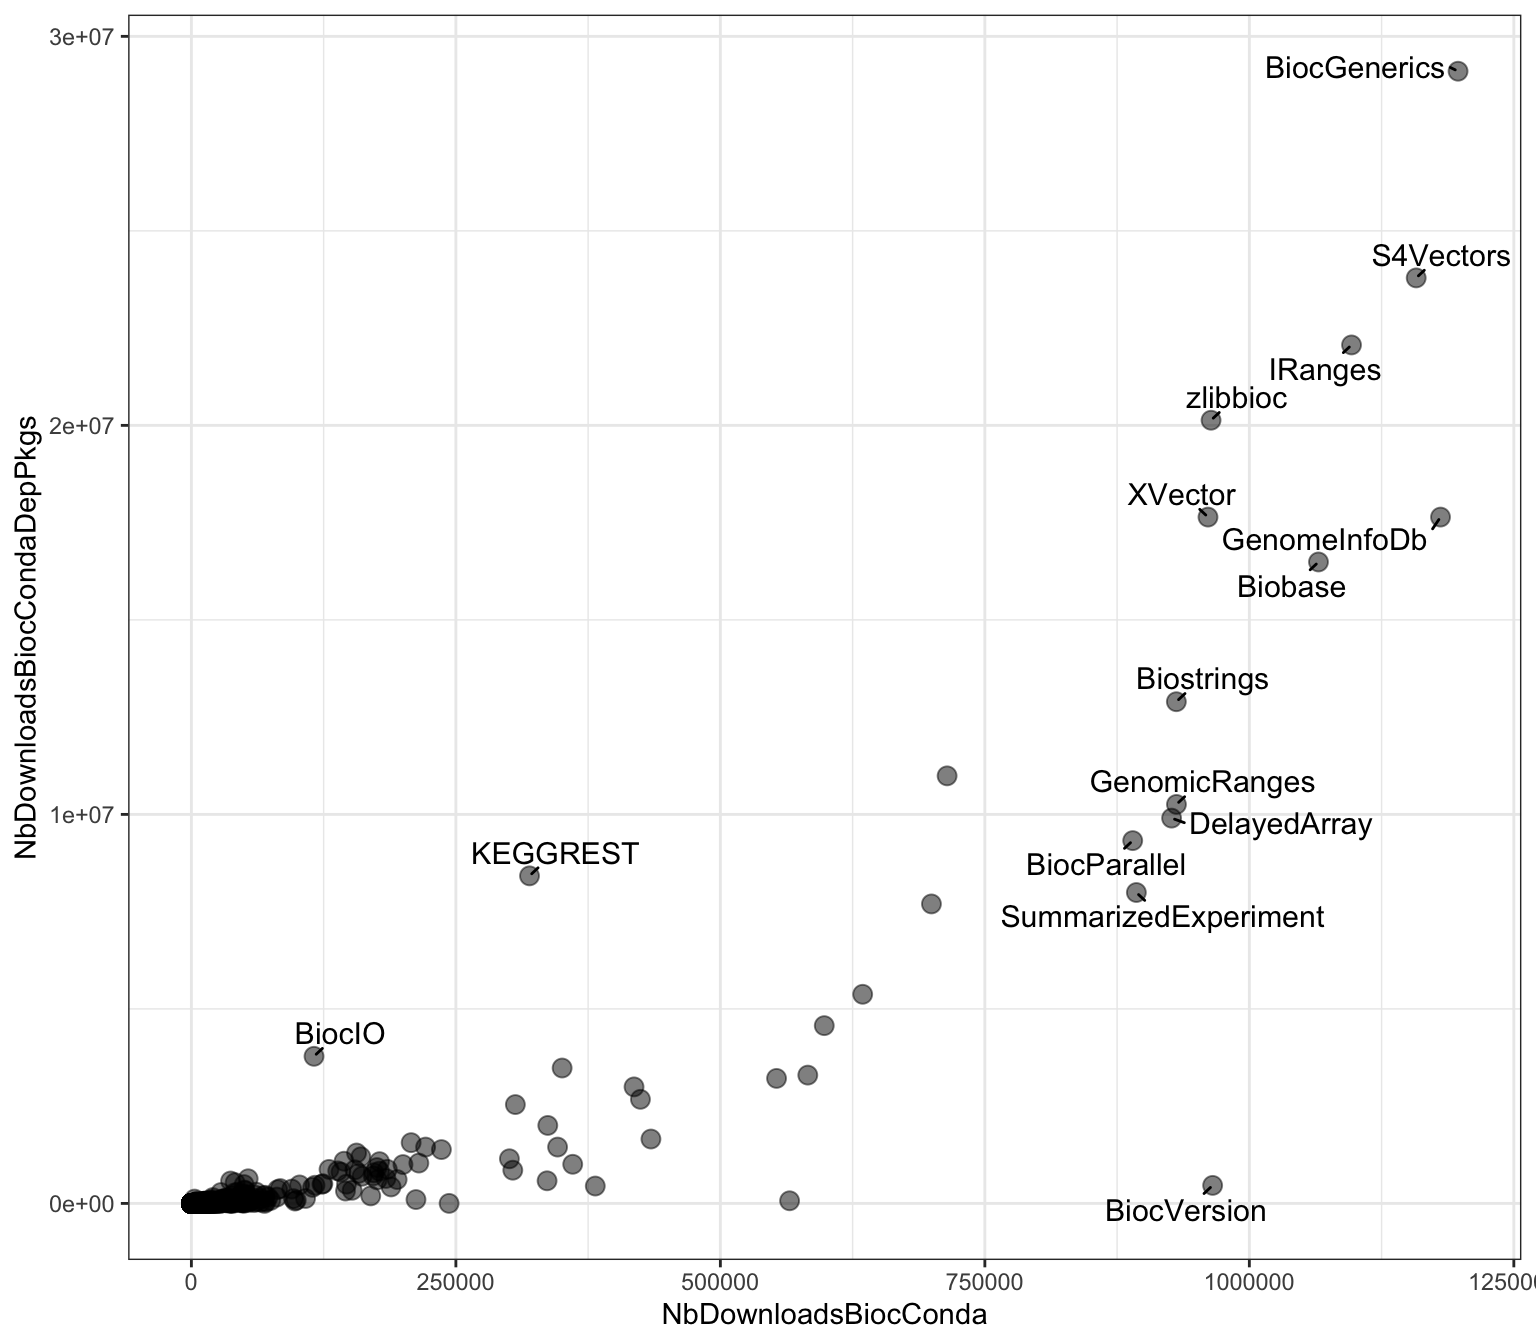 3e+07
BiocGenerics
S4Vectors
IRanges
zlibbioc
2e+07
XVector
GenomeInfoDb
Biobase
Biostrings
GenomicRanges
1e+07
DelayedArray
KEGGREST
BiocParallel
SummarizedExperiment
BiocIO
0e+00
BiocVersion
NbDownloadsBiocCondaDepPkgs
0 250000 500000 750000 1000000 125000
NbDownloadsBiocConda